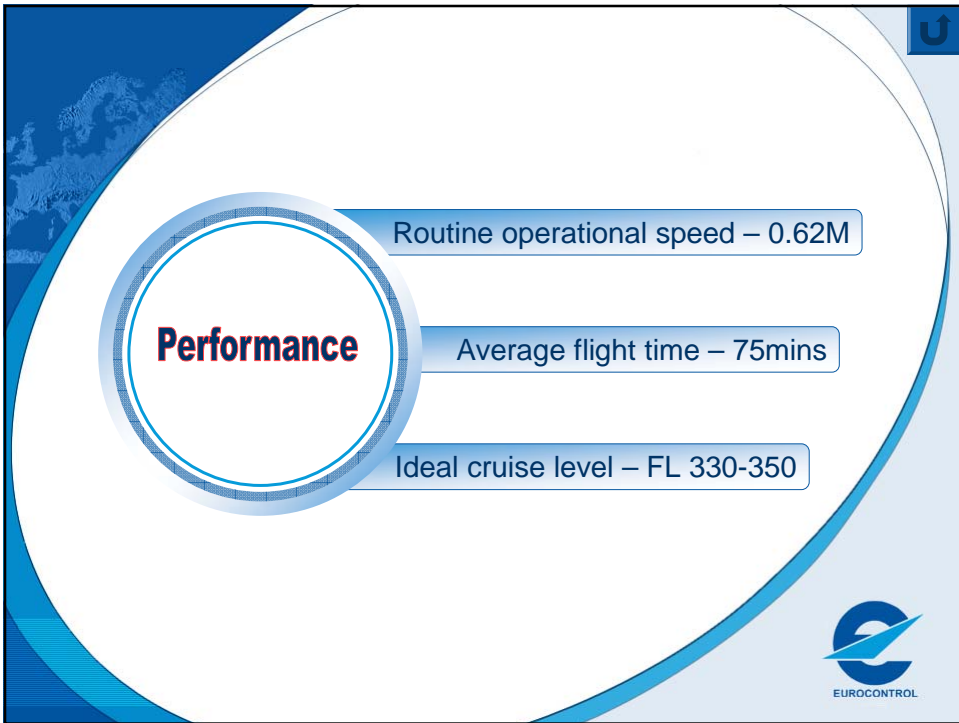 Routine operational speed – 0.62M
Performance
Average flight time – 75mins
Ideal cruise level – FL 330-350
EUROCONTROL